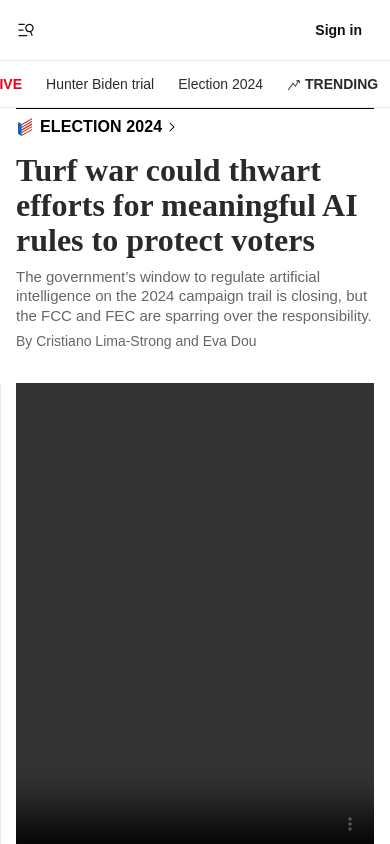 Sign in
IVE
Hunter Biden trial
Election 2024
TRENDING
ELECTION 2024
Turf war could thwart
efforts for meaningful AI
rules to protect voters
The government’s window to regulate artificial
intelligence on the 2024 campaign trail is closing, but
the FCC and FEC are sparring over the responsibility.
By Cristiano Lima-Strong and Eva Dou